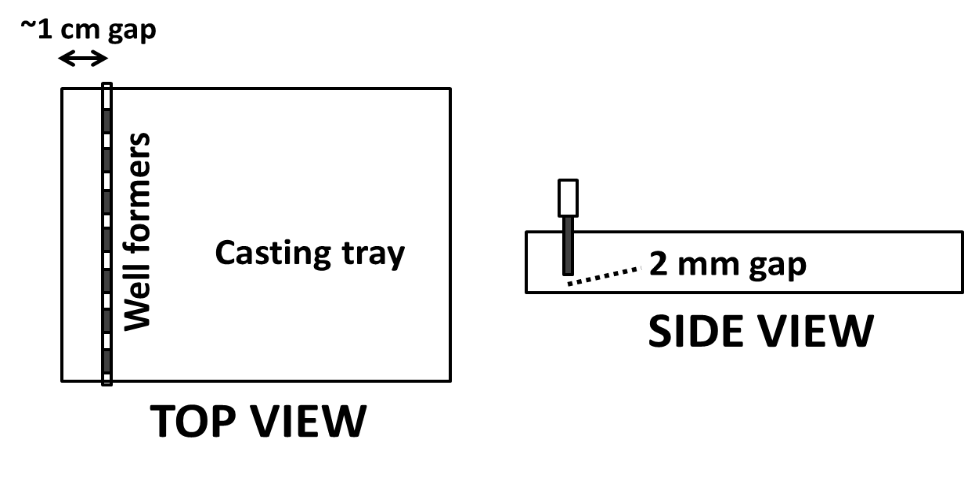 ~1 cm gap
Well formers
Casting tray
TOP VIEW
2 mm gap
SIDE VIEW